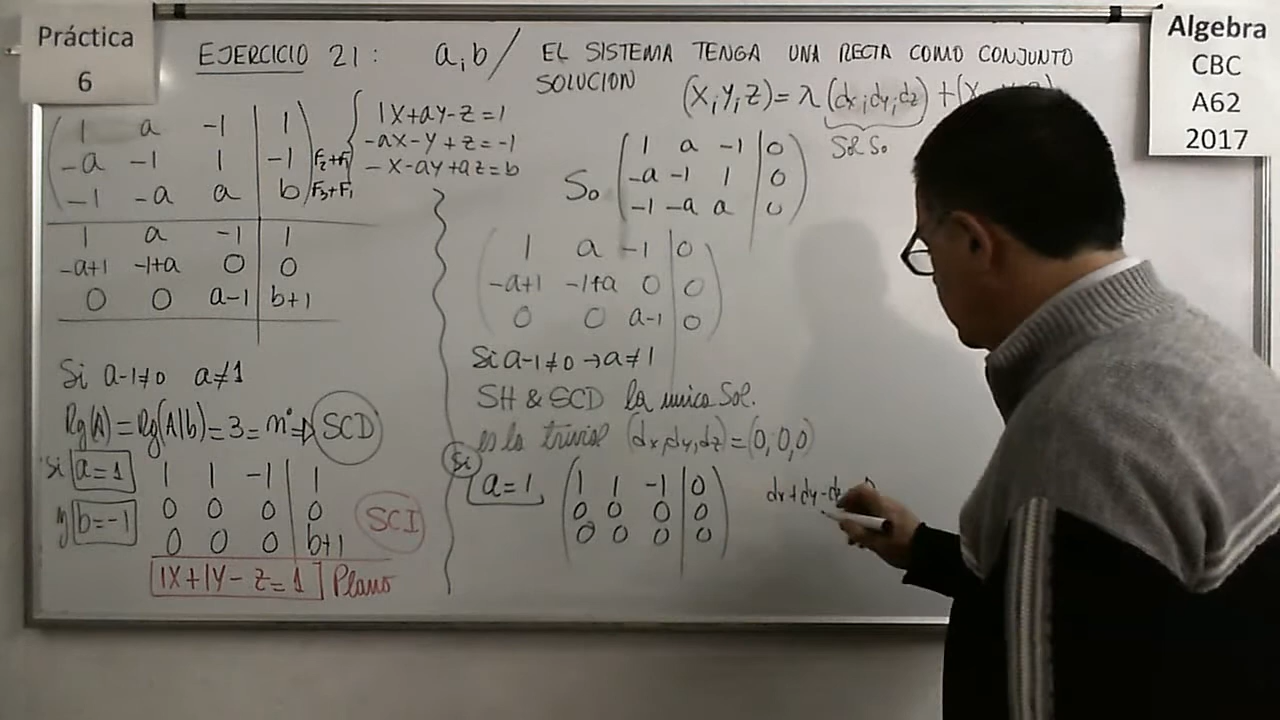 Práctica
6
EJERCICIO 21: a,b / EL SISTEMA TENGA UNA RECTA COMO CONJUNTO
SOLUCION
(X,Y,Z)=λ(dx;dy;dz)+(X
Sol S₀
Algebra
CBC
A62
2017
1 a -1 | 1
-a -1 1 | -1 F₂+F₁
-1 -a a | b F₃+F₁
1X+aY-Z=1
-aX-Y+Z=-1
-X-aY+aZ=b
1 a -1 | 1
-a+1 -1+a 0 | 0
0 0 a-1 | b+1
Si a-1≠0 a≠1
Rg(A)=Rg(A|b)=3=n⇒ SCD
Si a=1 1 1 -1 | 1
y b=-1 0 0 0 | 0
0 0 0 | b+1
SCI
1X+1Y-Z=1 Plano
S₀
1 a -1 | 0
-a -1 1 | 0
-1 -a a | 0
1 a -1 | 0
-a+1 -1+a 0 | 0
0 0 a-1 | 0
Si a-1≠0 → a≠1
SH & SCD la unica Sol.
es la trivial (dx,dy,dz)=(0,0,0)
Si a=1
1 1 -1 | 0
0 0 0 | 0
0 0 0 | 0
dx+dy-dz